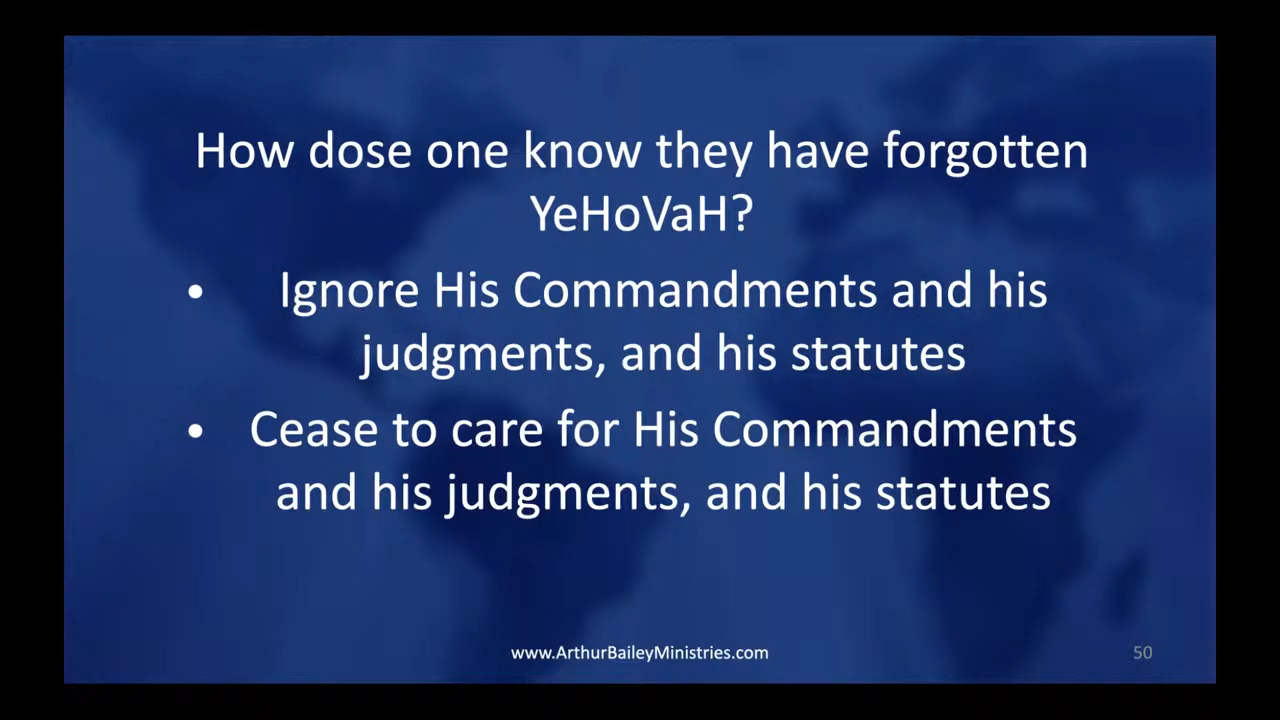 How dose one know they have forgotten
YeHoVaH?
• Ignore His Commandments and his
judgments, and his statutes
• Cease to care for His Commandments
and his judgments, and his statutes
www.ArthurBaileyMinistries.com
50